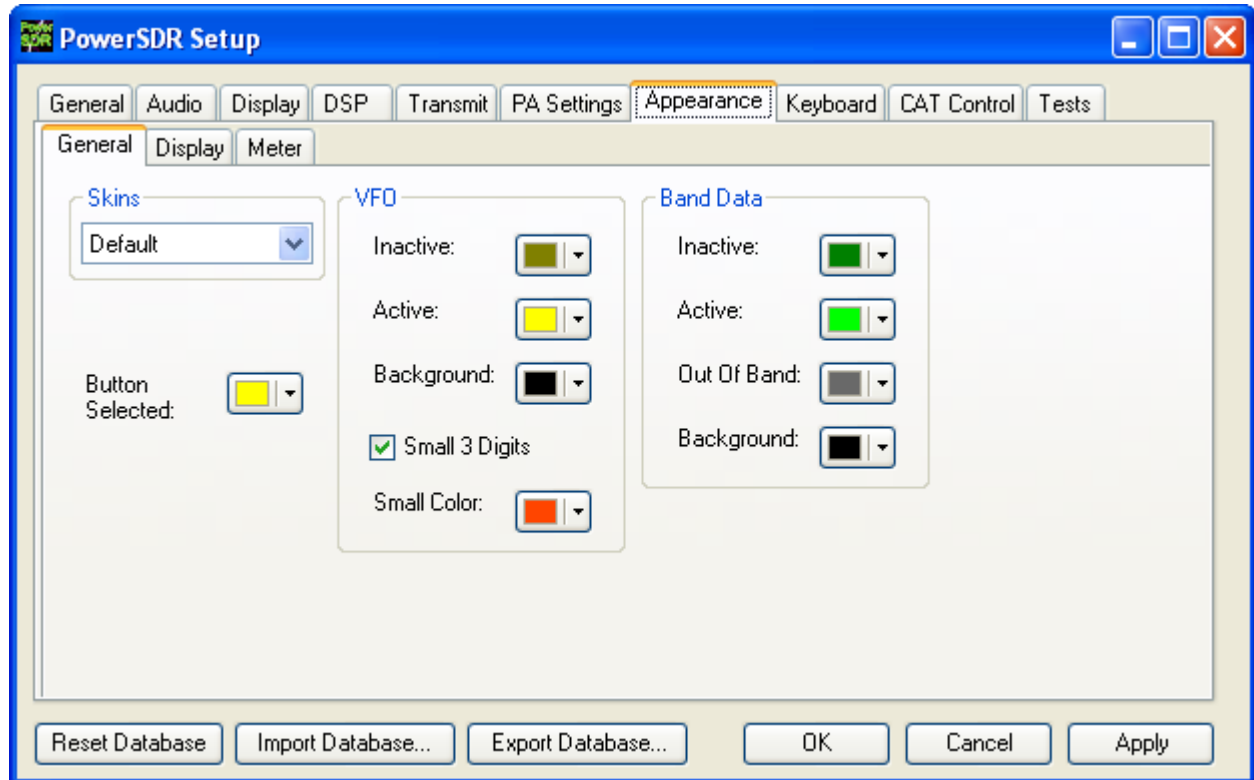 Power
SDR
PowerSDR Setup
General Audio Display DSP Transmit PA Settings Appearance Keyboard CAT Control Tests
General Display Meter
Skins
Default
Button
Selected:
VFO
Inactive:
Active:
Background:
Small 3 Digits
Small Color:
Band Data
Inactive:
Active:
Out Of Band:
Background:
Reset Database Import Database... Export Database... OK Cancel Apply